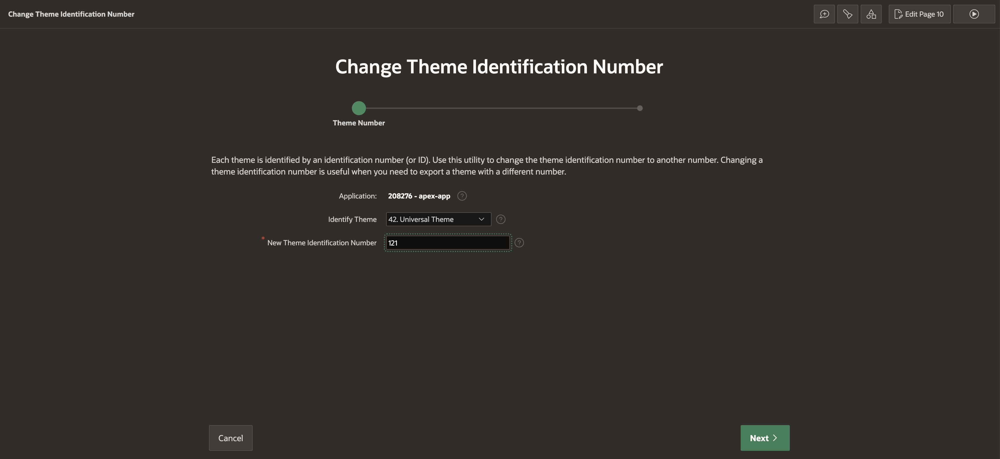 Change Theme Identification Number
Edit Page 10
Change Theme Identification Number
Theme Number
Each theme is identified by an identification number (or ID). Use this utility to change the theme identification number to another number. Changing a
theme identification number is useful when you need to export a theme with a different number.
Application: 208276 - apex-app ?
Identify Theme 42. Universal Theme ?
* New Theme Identification Number 121 ?
Cancel
Next